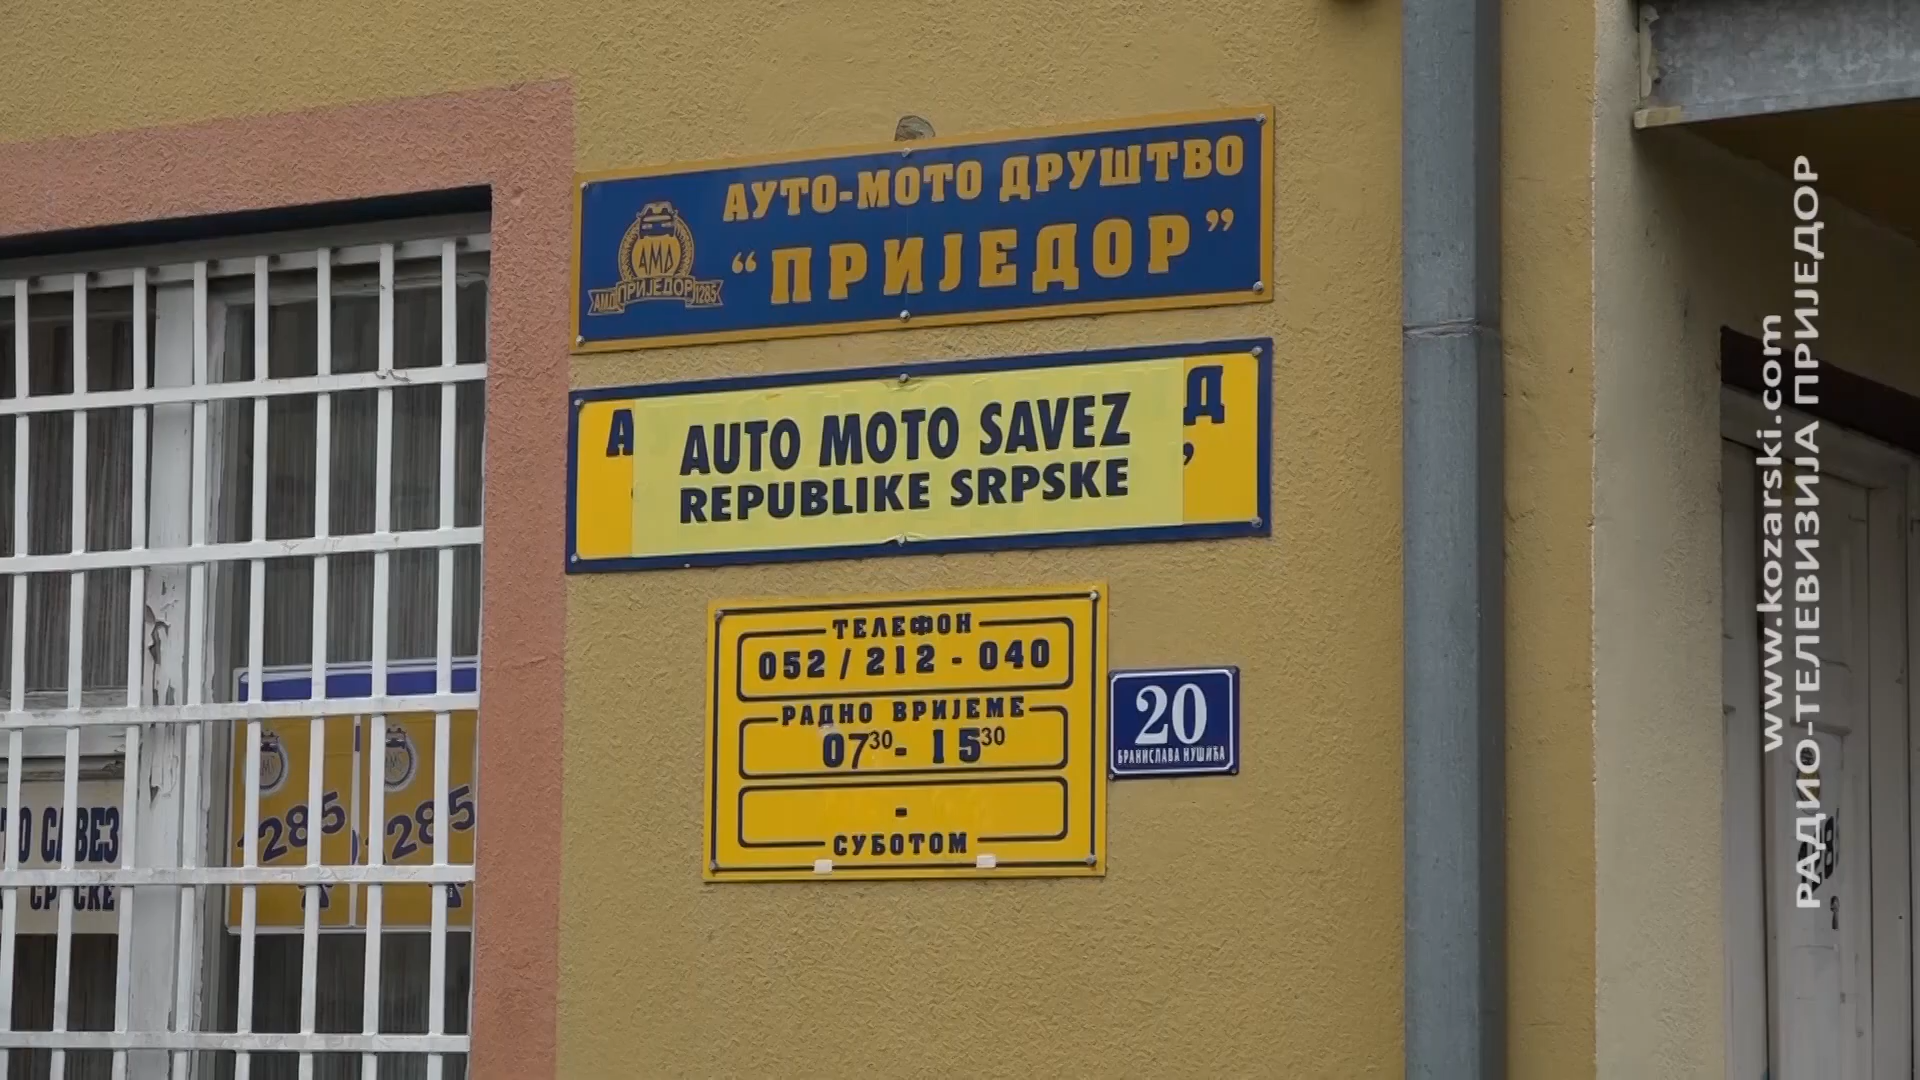 АУТО-МОТО ДРУШТВО
“ПРИЈЕДОР”
АМД
АМД ПРИЈЕДОР 1285
AUTO MOTO SAVEZ
REPUBLIKE SRPSKE
ТЕЛЕФОН
052 / 212 - 040
РАДНО ВРИЈЕМЕ
07³⁰ - 15³⁰
-
СУБОТОМ
20
БРАНИСЛАВА НУШИЋА
САВЕЗ
СРПСКЕ
1285
1285
www.kozarski.com
РАДИО-ТЕЛЕВИЗИЈА ПРИЈЕДОР